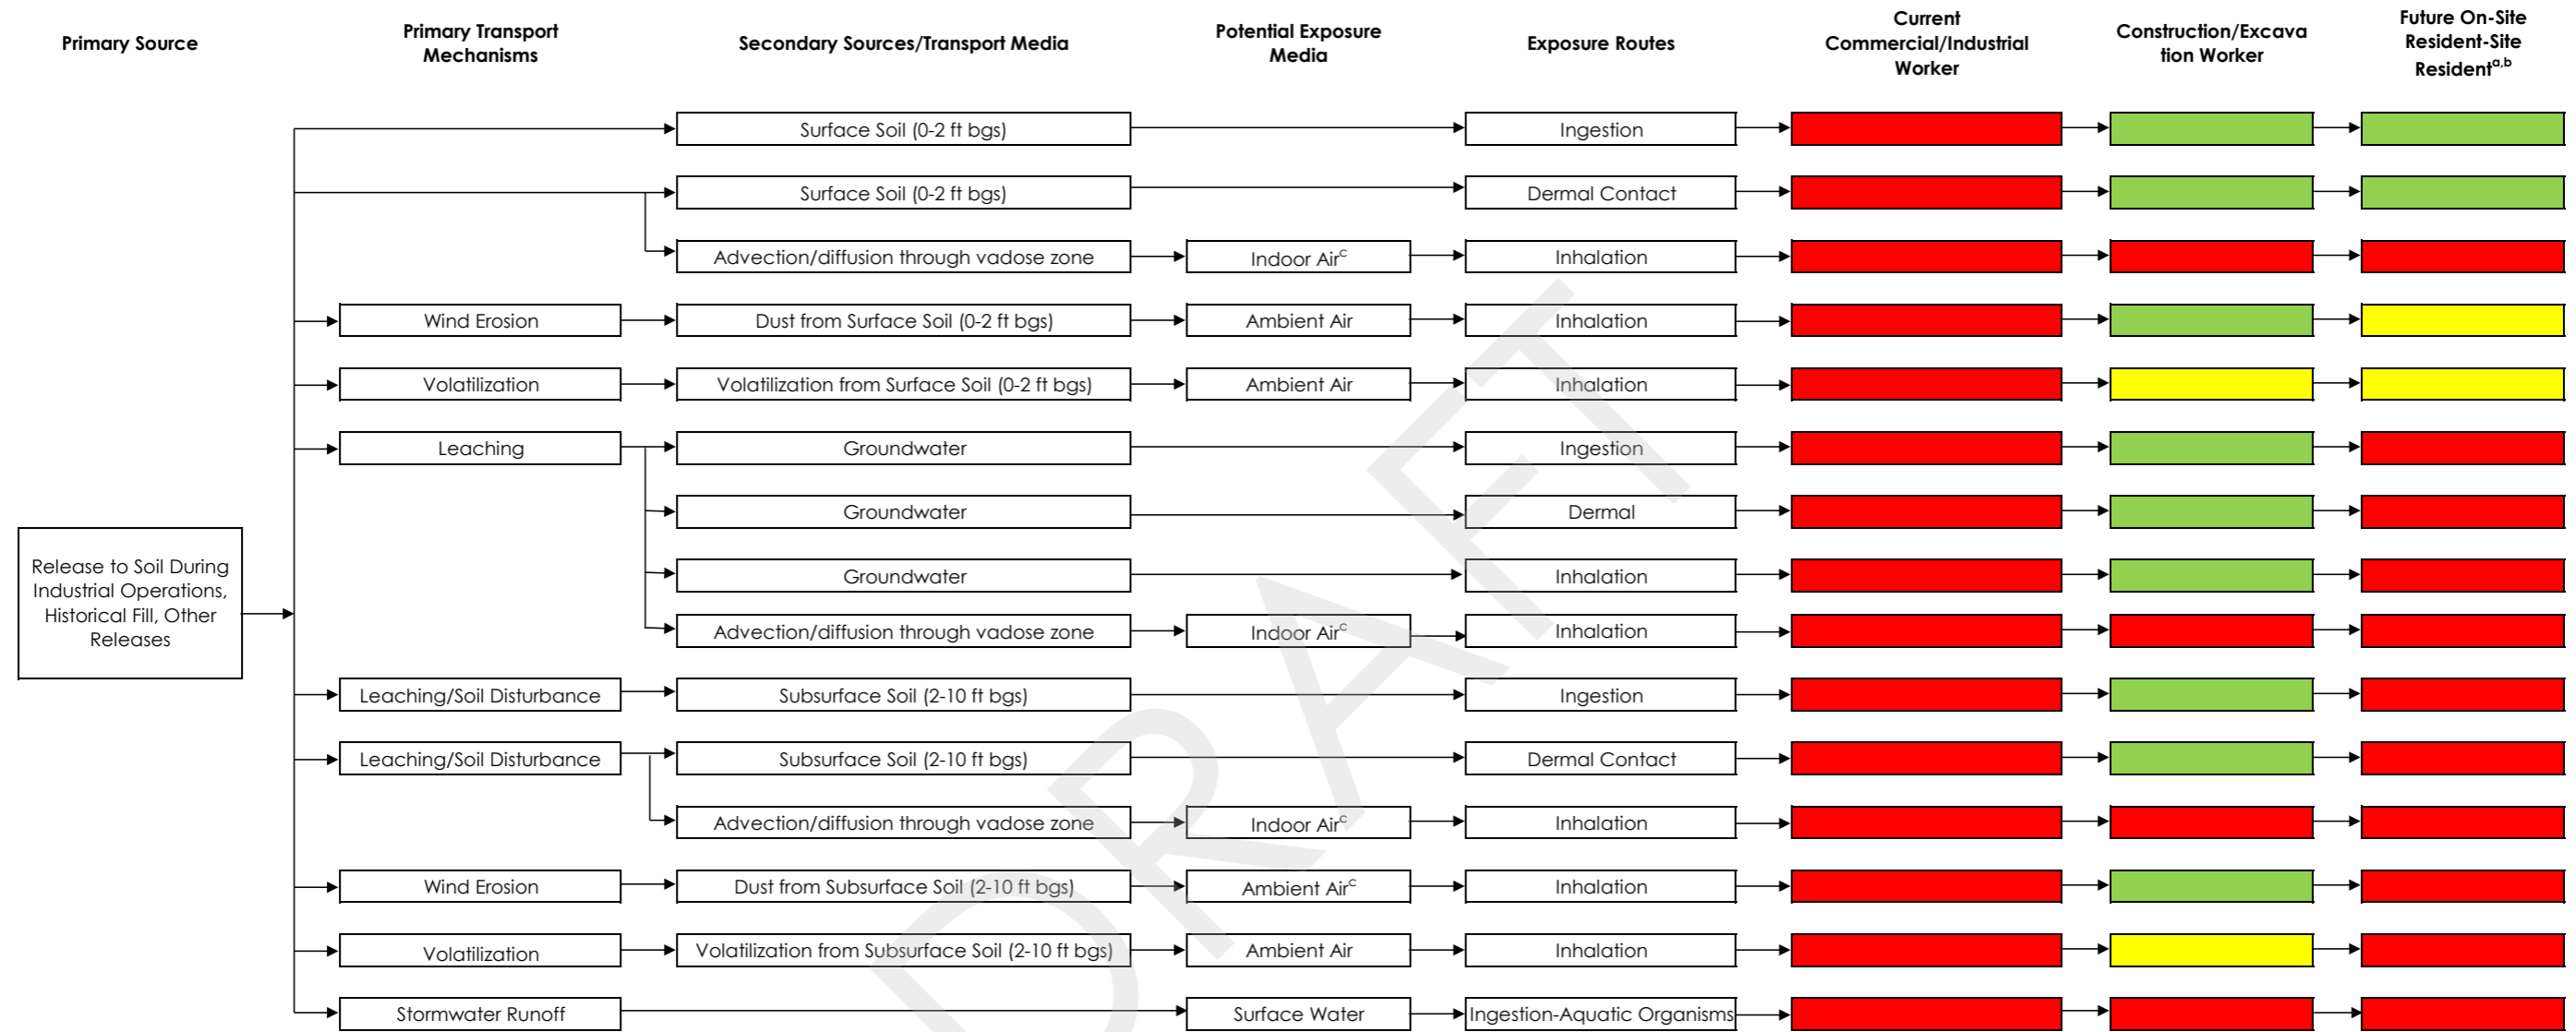 Primary Source
Primary Transport
Mechanisms
Secondary Sources/Transport Media
Potential Exposure
Media
Exposure Routes
Current
Commercial/Industrial
Worker
Construction/Excava
tion Worker
Future On-Site
Resident-Site
Resident^a,b
Surface Soil (0-2 ft bgs)
Ingestion
Surface Soil (0-2 ft bgs)
Dermal Contact
Advection/diffusion through vadose zone
Indoor Air^c
Inhalation
Wind Erosion
Dust from Surface Soil (0-2 ft bgs)
Ambient Air
Inhalation
Volatilization
Volatilization from Surface Soil (0-2 ft bgs)
Ambient Air
Inhalation
Leaching
Groundwater
Ingestion
Groundwater
Dermal
Release to Soil During
Industrial Operations,
Historical Fill, Other
Releases
Groundwater
Inhalation
Advection/diffusion through vadose zone
Indoor Air^c
Inhalation
Leaching/Soil Disturbance
Subsurface Soil (2-10 ft bgs)
Ingestion
Leaching/Soil Disturbance
Subsurface Soil (2-10 ft bgs)
Dermal Contact
Advection/diffusion through vadose zone
Indoor Air^c
Inhalation
Wind Erosion
Dust from Subsurface Soil (2-10 ft bgs)
Ambient Air^c
Inhalation
Volatilization
Volatilization from Subsurface Soil (2-10 ft bgs)
Ambient Air
Inhalation
Stormwater Runoff
Surface Water
Ingestion-Aquatic Organisms
DRAFT